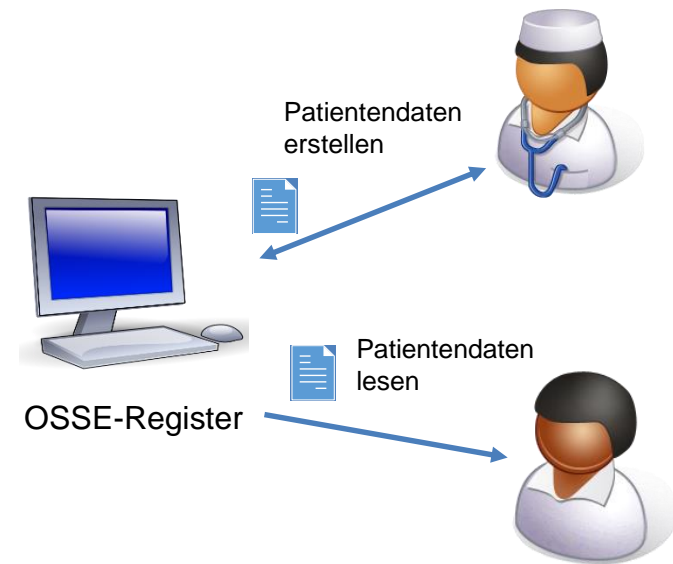 Patientendaten
erstellen
Patientendaten
lesen
OSSE-Register